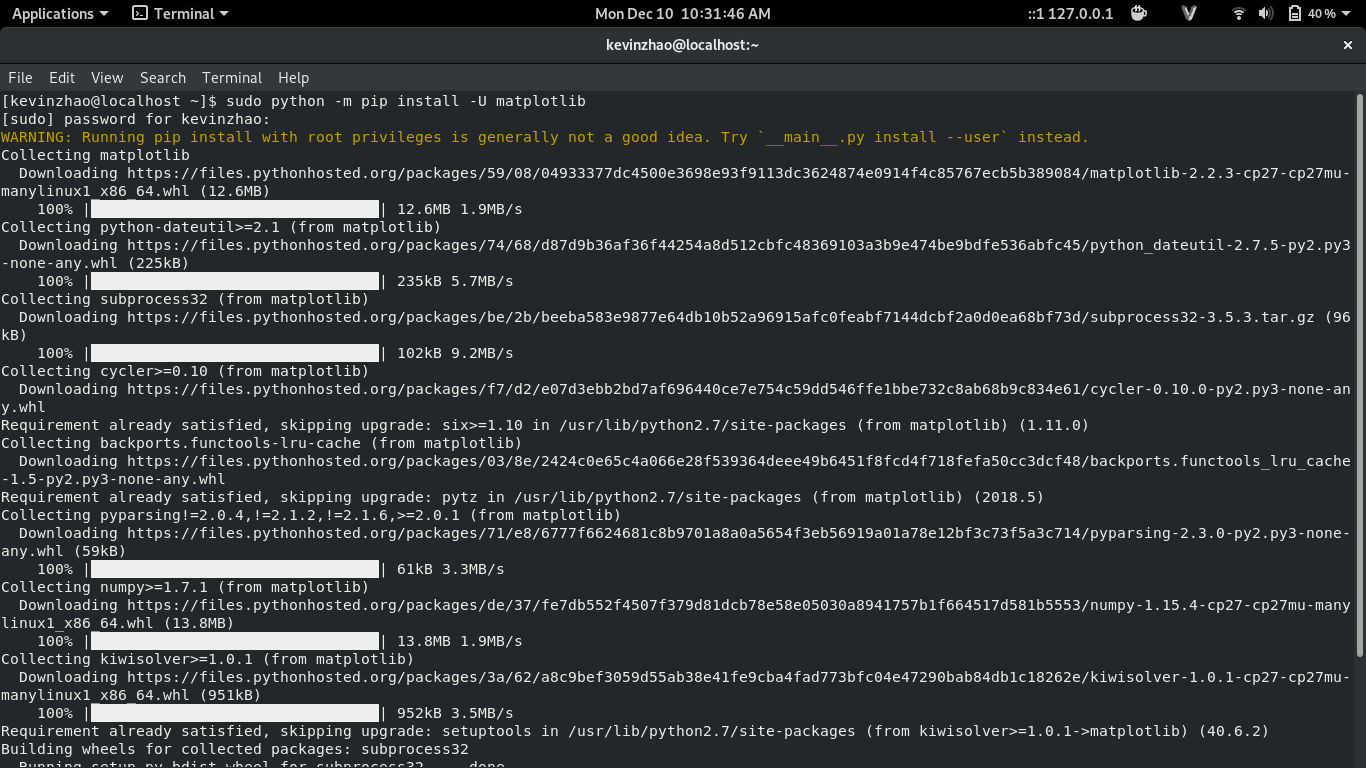 Applications Terminal Mon Dec 10 10:31:46 AM ::1 127.0.0.1 40 %
kevinzhao@localhost:~ ×
File Edit View Search Terminal Help
[kevinzhao@localhost ~]$ sudo python -m pip install -U matplotlib
[sudo] password for kevinzhao:
WARNING: Running pip install with root privileges is generally not a good idea. Try `__main__.py install --user` instead.
Collecting matplotlib
  Downloading https://files.pythonhosted.org/packages/59/08/04933377dc4500e3698e93f9113dc3624874e0914f4c85767ecb5b389084/matplotlib-2.2.3-cp27-cp27mu-
manylinux1_x86_64.whl (12.6MB)
    100% |████████████████████████████████| 12.6MB 1.9MB/s
Collecting python-dateutil>=2.1 (from matplotlib)
  Downloading https://files.pythonhosted.org/packages/74/68/d87d9b36af36f44254a8d512cbfc48369103a3b9e474be9bdfe536abfc45/python_dateutil-2.7.5-py2.py3
-none-any.whl (225kB)
    100% |████████████████████████████████| 235kB 5.7MB/s
Collecting subprocess32 (from matplotlib)
  Downloading https://files.pythonhosted.org/packages/be/2b/beeba583e9877e64db10b52a96915afc0feabf7144dcbf2a0d0ea68bf73d/subprocess32-3.5.3.tar.gz (96
kB)
    100% |████████████████████████████████| 102kB 9.2MB/s
Collecting cycler>=0.10 (from matplotlib)
  Downloading https://files.pythonhosted.org/packages/f7/d2/e07d3ebb2bd7af696440ce7e754c59dd546ffe1bbe732c8ab68b9c834e61/cycler-0.10.0-py2.py3-none-an
y.whl
Requirement already satisfied, skipping upgrade: six>=1.10 in /usr/lib/python2.7/site-packages (from matplotlib) (1.11.0)
Collecting backports.functools-lru-cache (from matplotlib)
  Downloading https://files.pythonhosted.org/packages/03/8e/2424c0e65c4a066e28f539364deee49b6451f8fcd4f718fefa50cc3dcf48/backports.functools_lru_cache
-1.5-py2.py3-none-any.whl
Requirement already satisfied, skipping upgrade: pytz in /usr/lib/python2.7/site-packages (from matplotlib) (2018.5)
Collecting pyparsing!=2.0.4,!=2.1.2,!=2.1.6,>=2.0.1 (from matplotlib)
  Downloading https://files.pythonhosted.org/packages/71/e8/6777f6624681c8b9701a8a0a5654f3eb56919a01a78e12bf3c73f5a3c714/pyparsing-2.3.0-py2.py3-none-
any.whl (59kB)
    100% |████████████████████████████████| 61kB 3.3MB/s
Collecting numpy>=1.7.1 (from matplotlib)
  Downloading https://files.pythonhosted.org/packages/de/37/fe7db552f4507f379d81dcb78e58e05030a8941757b1f664517d581b5553/numpy-1.15.4-cp27-cp27mu-many
linux1_x86_64.whl (13.8MB)
    100% |████████████████████████████████| 13.8MB 1.9MB/s
Collecting kiwisolver>=1.0.1 (from matplotlib)
  Downloading https://files.pythonhosted.org/packages/3a/62/a8c9bef3059d55ab38e41fe9cba4fad773bfc04e47290bab84db1c18262e/kiwisolver-1.0.1-cp27-cp27mu-
manylinux1_x86_64.whl (951kB)
    100% |████████████████████████████████| 952kB 3.5MB/s
Requirement already satisfied, skipping upgrade: setuptools in /usr/lib/python2.7/site-packages (from kiwisolver>=1.0.1->matplotlib) (40.6.2)
Building wheels for collected packages: subprocess32
  Running setup.py bdist_wheel for subprocess32 ... done